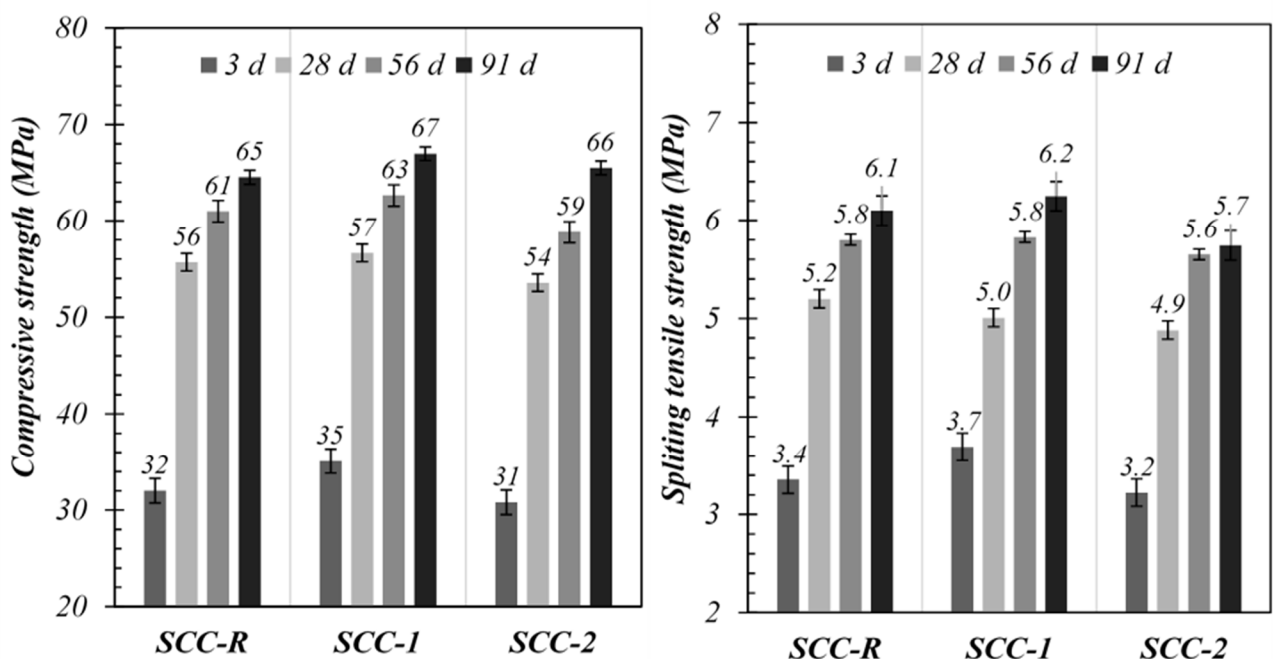 Compressive strength (MPa)
80
70
60
50
40
30
20
3 d 28 d 56 d 91 d
32 56 61 65
35 57 63 67
31 54 59 66
SCC-R SCC-1 SCC-2
Spliting tensile strength (MPa)
8
7
6
5
4
3
2
3 d 28 d 56 d 91 d
3.4 5.2 5.8 6.1
3.7 5.0 5.8 6.2
3.2 4.9 5.6 5.7
SCC-R SCC-1 SCC-2